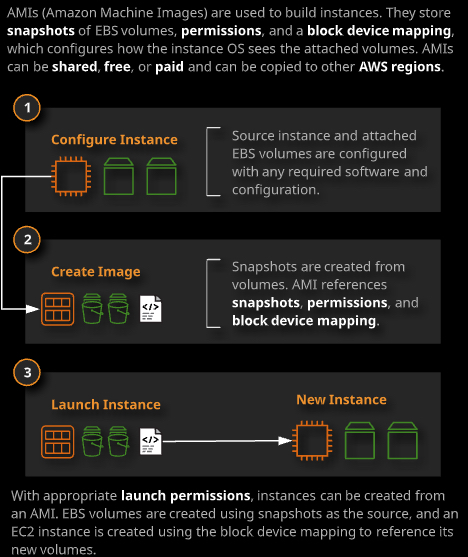 AMIs (Amazon Machine Images) are used to build instances. They store
snapshots of EBS volumes, permissions, and a block device mapping,
which configures how the instance OS sees the attached volumes. AMIs
can be shared, free, or paid and can be copied to other AWS regions.
1
Configure Instance
Source instance and attached
EBS volumes are configured
with any required software and
configuration.
2
Create Image
Snapshots are created from
volumes. AMI references
snapshots, permissions, and
block device mapping.
</>
3
Launch Instance
New Instance
</>
With appropriate launch permissions, instances can be created from
an AMI. EBS volumes are created using snapshots as the source, and an
EC2 instance is created using the block device mapping to reference its
new volumes.